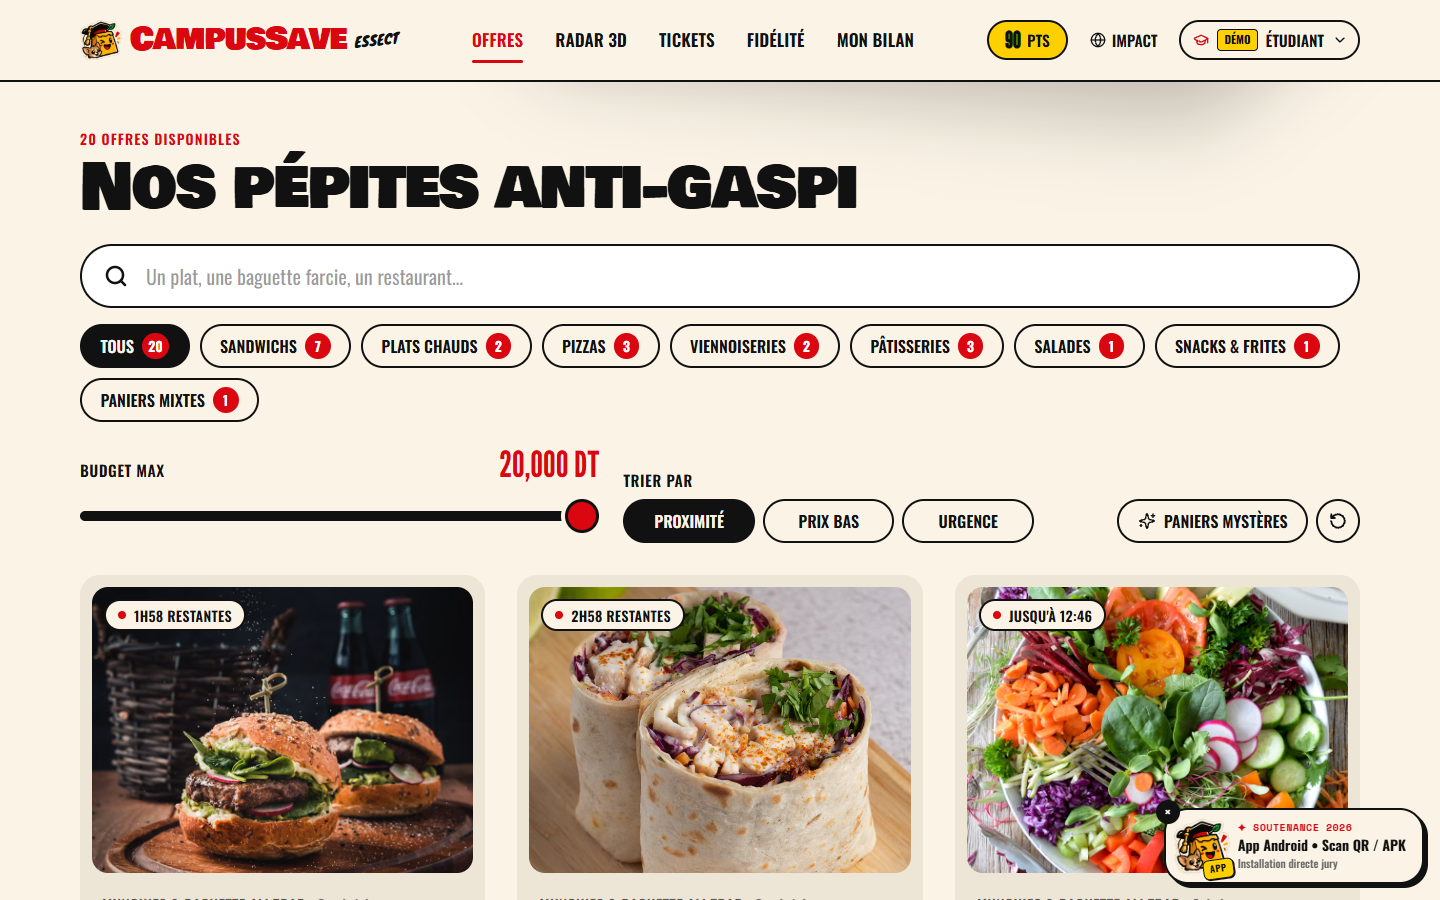 CAMPUSSAVE ESSECT
OFFRES
RADAR 3D
TICKETS
FIDÉLITÉ
MON BILAN
90 PTS
IMPACT
DÉMO ÉTUDIANT
20 OFFRES DISPONIBLES
NOS PÉPITES ANTI-GASPI
Un plat, une baguette farcie, un restaurant...
TOUS 20
SANDWICHS 7
PLATS CHAUDS 2
PIZZAS 3
VIENNOISERIES 2
PÂTISSERIES 3
SALADES 1
SNACKS & FRITES 1
PANIERS MIXTES 1
BUDGET MAX
20,000 DT
TRIER PAR
PROXIMITÉ
PRIX BAS
URGENCE
PANIERS MYSTÈRES
1H58 RESTANTES
2H58 RESTANTES
JUSQU'À 12:46
Coca-Cola
Coca-Cola
✦ SOUTENANCE 2026
App Android • Scan QR / APK
Installation directe jury
APP